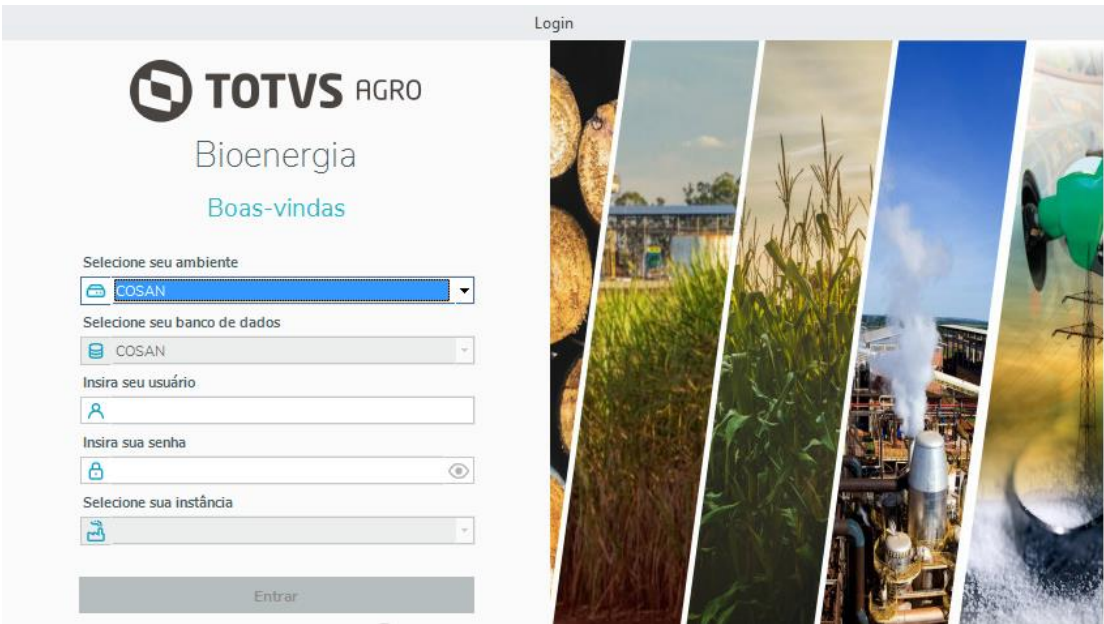 Login
TOTVS AGRO
Bioenergia
Boas-vindas
Selecione seu ambiente
COSAN
Selecione seu banco de dados
COSAN
Insira seu usuário
Insira sua senha
Selecione sua instância
Entrar